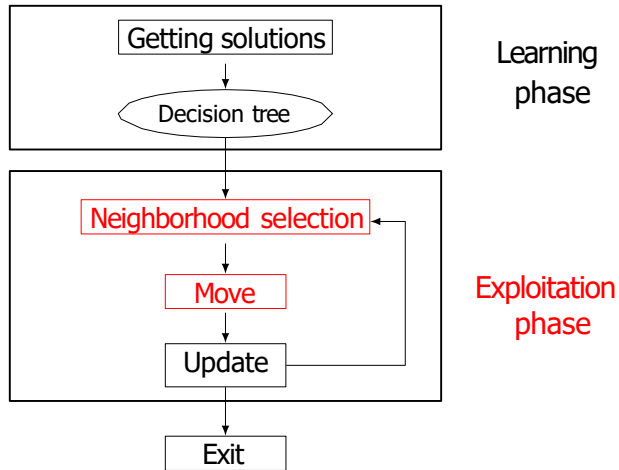 Getting solutions
Learning
phase
Decision tree
Neighborhood selection
Move
Exploitation
phase
Update
Exit